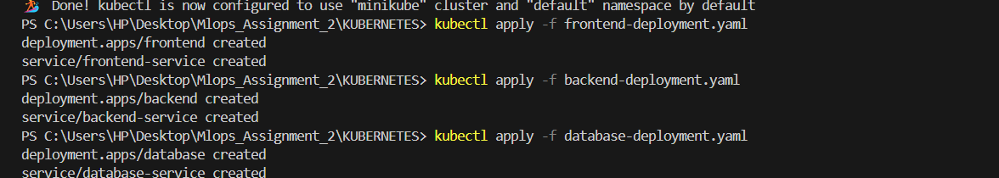 Done! kubectl is now configured to use "minikube" cluster and "default" namespace by default
PS C:\Users\HP\Desktop\Mlops_Assignment_2\KUBERNETES> kubectl apply -f frontend-deployment.yaml
deployment.apps/frontend created
service/frontend-service created
PS C:\Users\HP\Desktop\Mlops_Assignment_2\KUBERNETES> kubectl apply -f backend-deployment.yaml
deployment.apps/backend created
service/backend-service created
PS C:\Users\HP\Desktop\Mlops_Assignment_2\KUBERNETES> kubectl apply -f database-deployment.yaml
deployment.apps/database created
service/database-service created